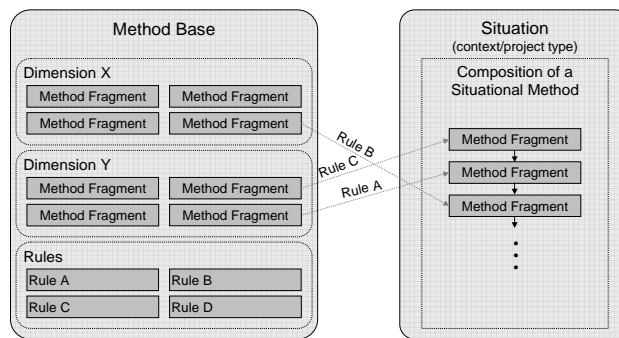 Method Base
Dimension X
Method Fragment Method Fragment
Method Fragment Method Fragment
Dimension Y
Method Fragment Method Fragment
Method Fragment Method Fragment
Rules
Rule A Rule B
Rule C Rule D
Rule B
Rule C
Rule A
Situation
(context/project type)
Composition of a
Situational Method
Method Fragment
Method Fragment
Method Fragment